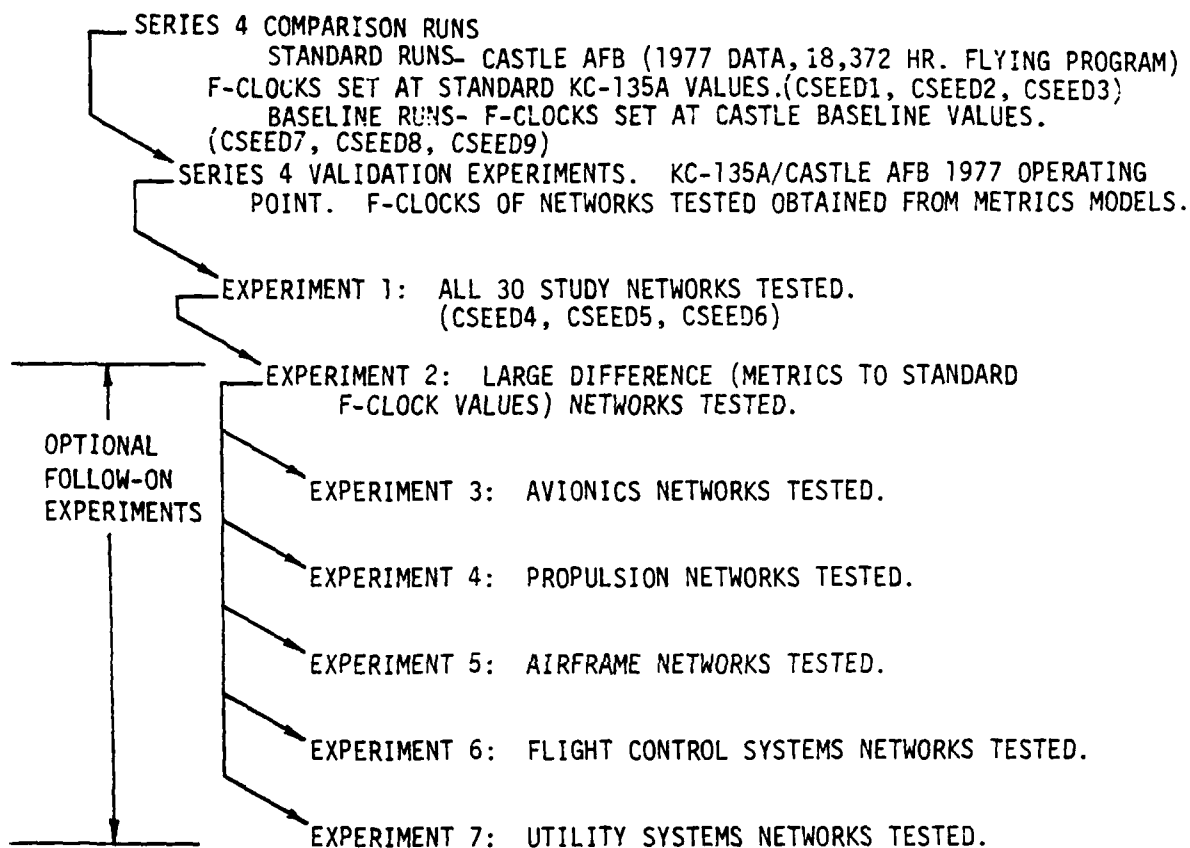 SERIES 4 COMPARISON RUNS
STANDARD RUNS- CASTLE AFB (1977 DATA, 18,372 HR. FLYING PROGRAM)
F-CLOCKS SET AT STANDARD KC-135A VALUES.(CSEED1, CSEED2, CSEED3)
BASELINE RUNS- F-CLOCKS SET AT CASTLE BASELINE VALUES.
(CSEED7, CSEED8, CSEED9)
SERIES 4 VALIDATION EXPERIMENTS. KC-135A/CASTLE AFB 1977 OPERATING
POINT. F-CLOCKS OF NETWORKS TESTED OBTAINED FROM METRICS MODELS.
EXPERIMENT 1: ALL 30 STUDY NETWORKS TESTED.
(CSEED4, CSEED5, CSEED6)
EXPERIMENT 2: LARGE DIFFERENCE (METRICS TO STANDARD
F-CLOCK VALUES) NETWORKS TESTED.
OPTIONAL
FOLLOW-ON
EXPERIMENTS
EXPERIMENT 3: AVIONICS NETWORKS TESTED.
EXPERIMENT 4: PROPULSION NETWORKS TESTED.
EXPERIMENT 5: AIRFRAME NETWORKS TESTED.
EXPERIMENT 6: FLIGHT CONTROL SYSTEMS NETWORKS TESTED.
EXPERIMENT 7: UTILITY SYSTEMS NETWORKS TESTED.